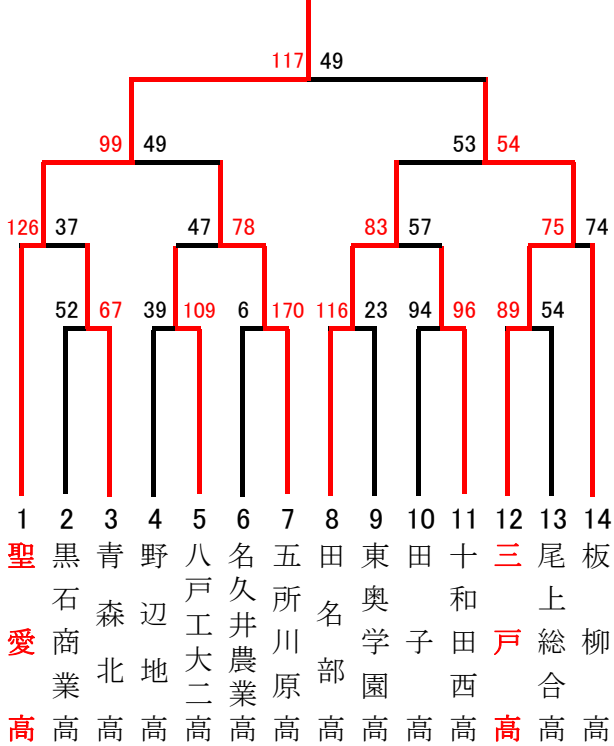 117 49
99 49 53 54
126 37 47 78 83 57 75 74
52 67 39 109 6 170 116 23 94 96 89 54
1 2 3 4 5 6 7 8 9 10 11 12 13 14
聖愛高
黒石商業高
青森北高
野辺地高
八戸工大二高
名久井農業高
五所川原高
田名部高
東奥学園高
田子高
十和田西高
三戸高
尾上総合高
板柳高